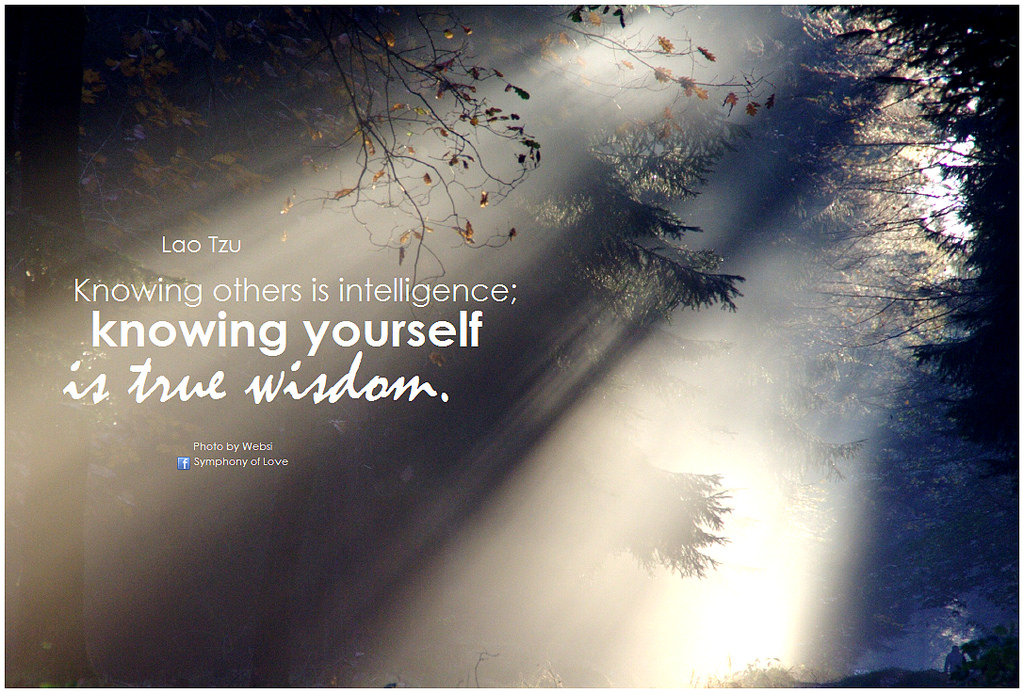 Lao Tzu
Knowing others is intelligence;
knowing yourself
is true wisdom.
Photo by Websi
f Symphony of Love